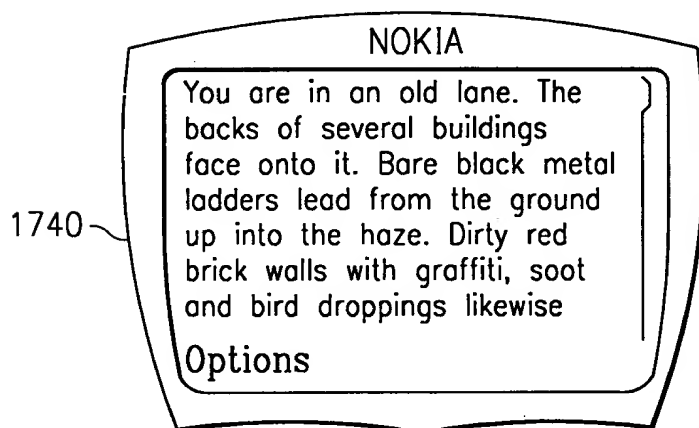 NOKIA
You are in an old lane. The
backs of several buildings
face onto it. Bare black metal
ladders lead from the ground
up into the haze. Dirty red
brick walls with graffiti, soot
and bird droppings likewise
Options
1740